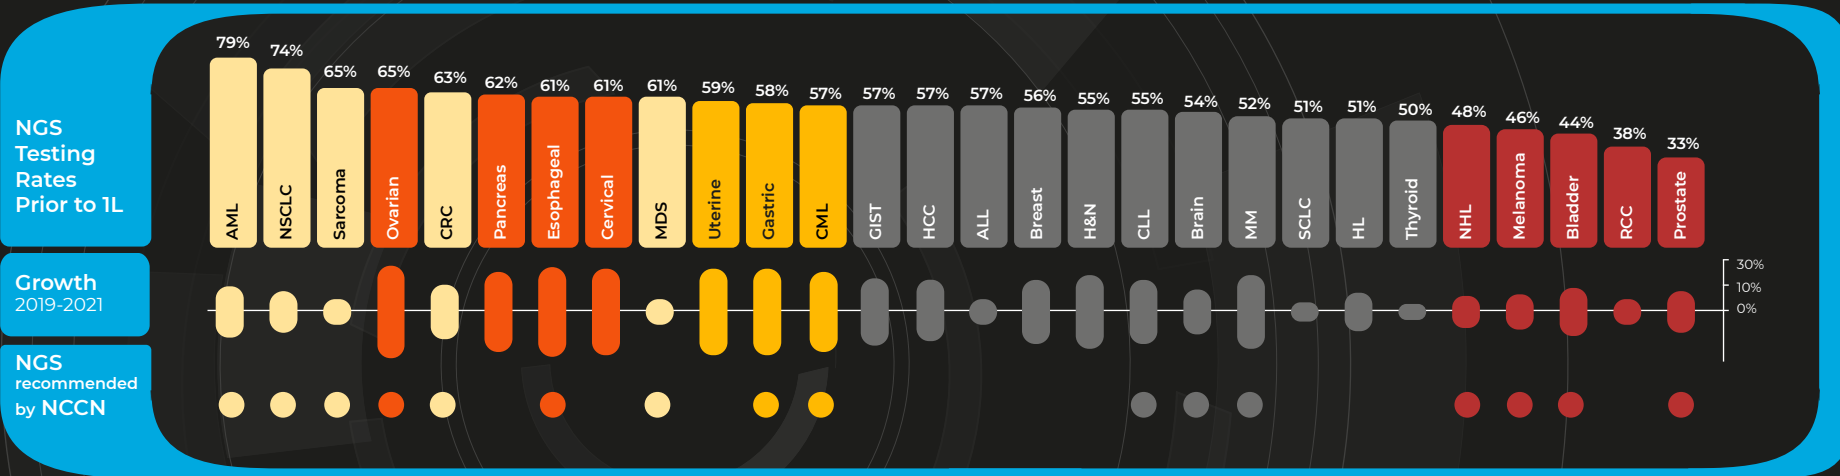 79%
74%
65%
65%
63%
62%
61%
61%
61%
59%
58%
57%
57%
57%
57%
56%
55%
55%
54%
52%
51%
51%
50%
48%
46%
44%
38%
33%
NGS
Testing
Rates
Prior to 1L
AML
NSCLC
Sarcoma
Ovarian
CRC
Pancreas
Esophageal
Cervical
MDS
Uterine
Gastric
CML
GIST
HCC
ALL
Breast
H&N
CLL
Brain
MM
SCLC
HL
Thyroid
NHL
Melanoma
Bladder
RCC
Prostate
Growth
2019-2021
30%
10%
0%
NGS
recommended
by NCCN